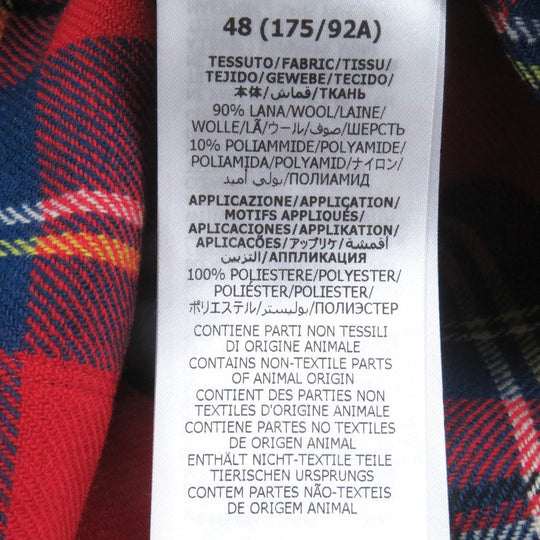 48 (175/92A)
TESSUTO/FABRIC/TISSU/
TEJIDO/GEWEBE/TECIDO/
本体/قماش/ТКАНЬ
90% LANA/WOOL/LAINE/
WOLLE/LÃ/ウール/صوف/ШЕРСТЬ
10% POLIAMMIDE/POLYAMIDE/
POLIAMIDA/POLYAMID/ナイロン/
بولي أميد/ПОЛИАМИД
APPLICAZIONE/APPLICATION/
MOTIFS APPLIQUÉS/
APLICACIONES/APPLIKATION/
APLICACÕES/アップリケ/أقمشة
التزيين/АППЛИКАЦИЯ
100% POLIESTERE/POLYESTER/
POLIÉSTER/POLIESTER/
ポリエステル/بوليستر/ПОЛИЭСТЕР
CONTIENE PARTI NON TESSILI
DI ORIGINE ANIMALE
CONTAINS NON-TEXTILE PARTS
OF ANIMAL ORIGIN
CONTIENT DES PARTIES NON
TEXTILES D'ORIGINE ANIMALE
CONTIENE PARTES NO TEXTILES
DE ORIGEN ANIMAL
ENTHÄLT NICHT-TEXTILE TEILE
TIERISCHEN URSPRUNGS
CONTEM PARTES NÃO-TEXTEIS
DE ORIGEM ANIMAL